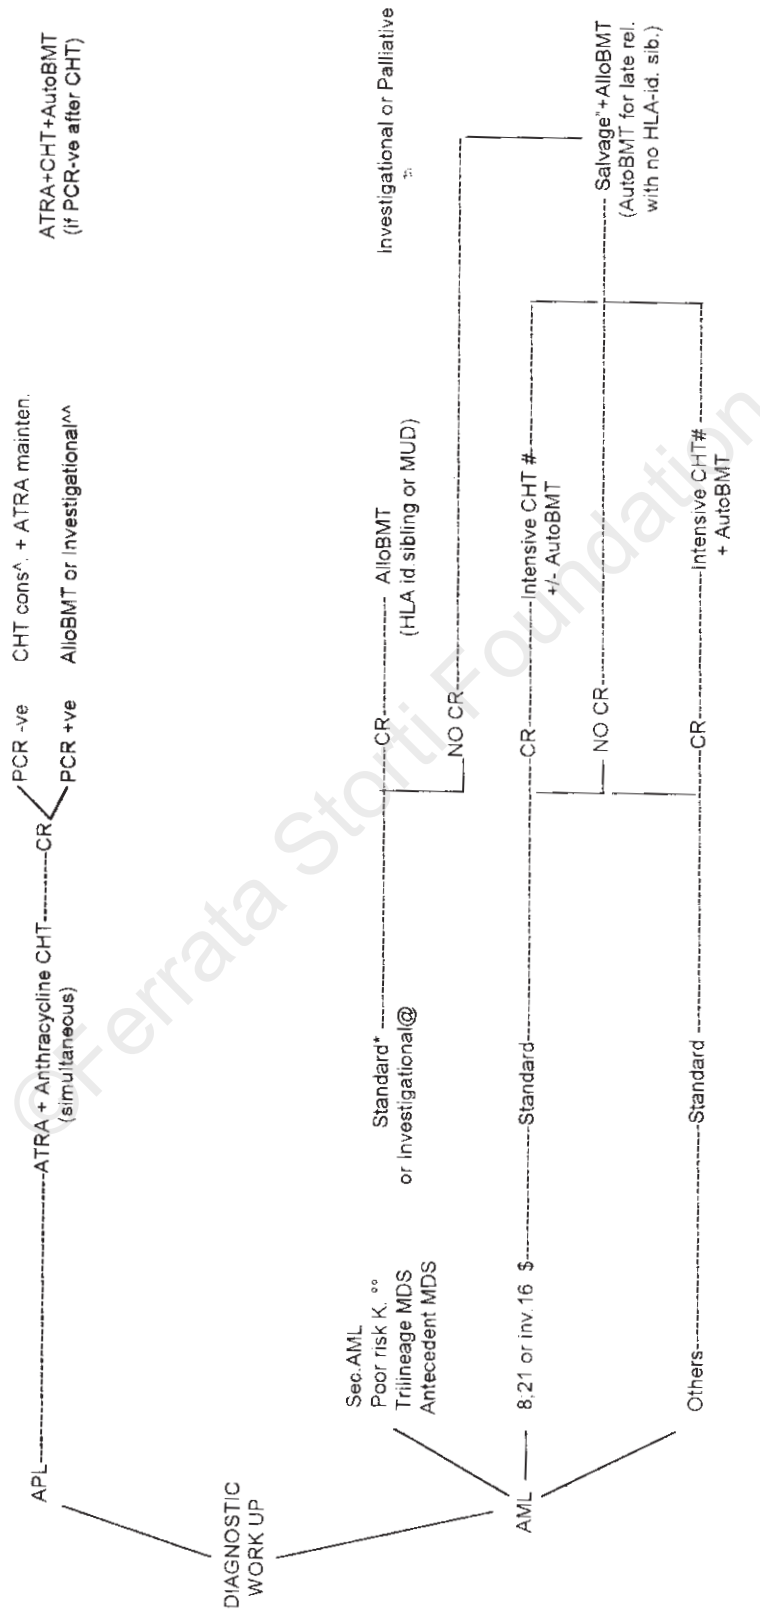 DIAGNOSTIC
WORK UP
APL
ATRA + Anthracycline CHT
(simultaneous)
CR
PCR -ve CHT cons^. + ATRA mainten.
PCR +ve AlloBMT or Investigational^^
ATRA+CHT+AutoBMT
(if PCR-ve after CHT)
AML
Sec.AML
Poor risk K. °°
Trilineage MDS
Antecedent MDS
Standard*
or Investigational@
CR
AlloBMT
(HLA id.sibling or MUD)
NO CR
Investigational or Palliative
8;21 or inv.16 $
Standard
CR
Intensive CHT #
+/- AutoBMT
NO CR
Salvage"+AlloBMT
(AutoBMT for late rel.
with no HLA-id. sib.)
Others
Standard
CR
Intensive CHT#
+ AutoBMT
©Ferrata Storti Foundation